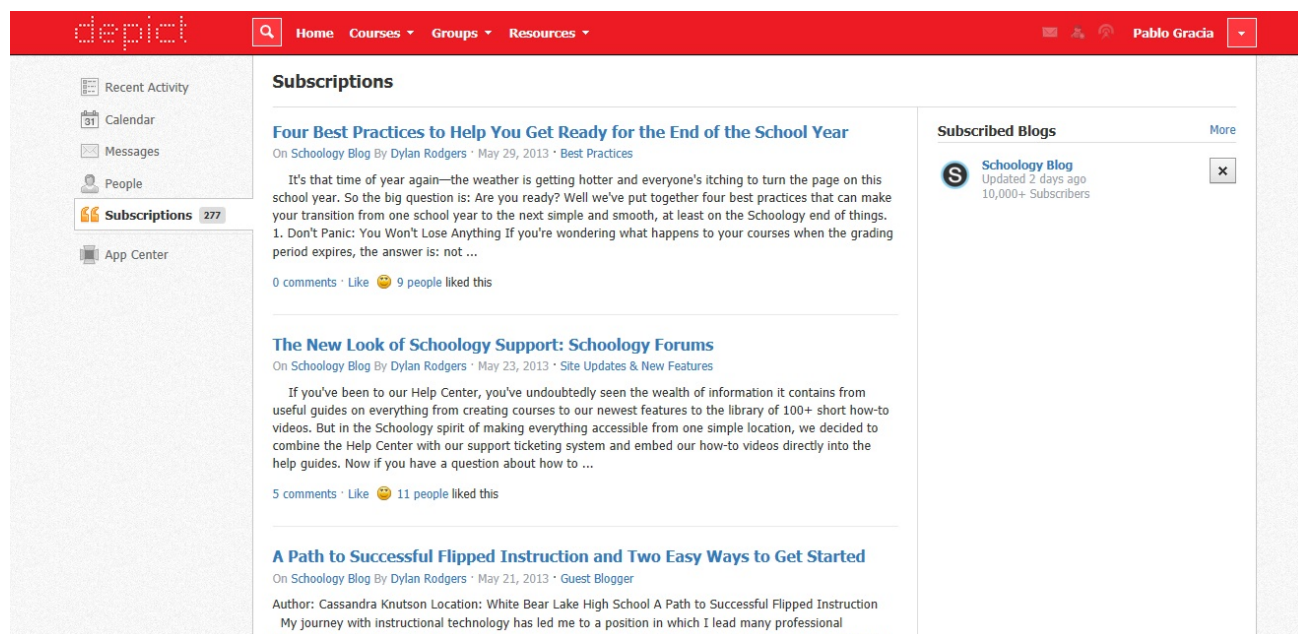 depict
Home Courses Groups Resources
Pablo Gracia
Recent Activity
31 Calendar
Messages
People
Subscriptions 277
App Center
Subscriptions
Four Best Practices to Help You Get Ready for the End of the School Year
On Schoology Blog By Dylan Rodgers · May 29, 2013 · Best Practices
It's that time of year again—the weather is getting hotter and everyone's itching to turn the page on this
school year. So the big question is: Are you ready? Well we've put together four best practices that can make
your transition from one school year to the next simple and smooth, at least on the Schoology end of things.
1. Don't Panic: You Won't Lose Anything If you're wondering what happens to your courses when the grading
period expires, the answer is: not ...
0 comments · Like 9 people liked this
The New Look of Schoology Support: Schoology Forums
On Schoology Blog By Dylan Rodgers · May 23, 2013 · Site Updates & New Features
If you've been to our Help Center, you've undoubtedly seen the wealth of information it contains from
useful guides on everything from creating courses to our newest features to the library of 100+ short how-to
videos. But in the Schoology spirit of making everything accessible from one simple location, we decided to
combine the Help Center with our support ticketing system and embed our how-to videos directly into the
help guides. Now if you have a question about how to ...
5 comments · Like 11 people liked this
A Path to Successful Flipped Instruction and Two Easy Ways to Get Started
On Schoology Blog By Dylan Rodgers · May 21, 2013 · Guest Blogger
Author: Cassandra Knutson Location: White Bear Lake High School A Path to Successful Flipped Instruction
My journey with instructional technology has led me to a position in which I lead many professional
Subscribed Blogs More
S
Schoology Blog
Updated 2 days ago
10,000+ Subscribers